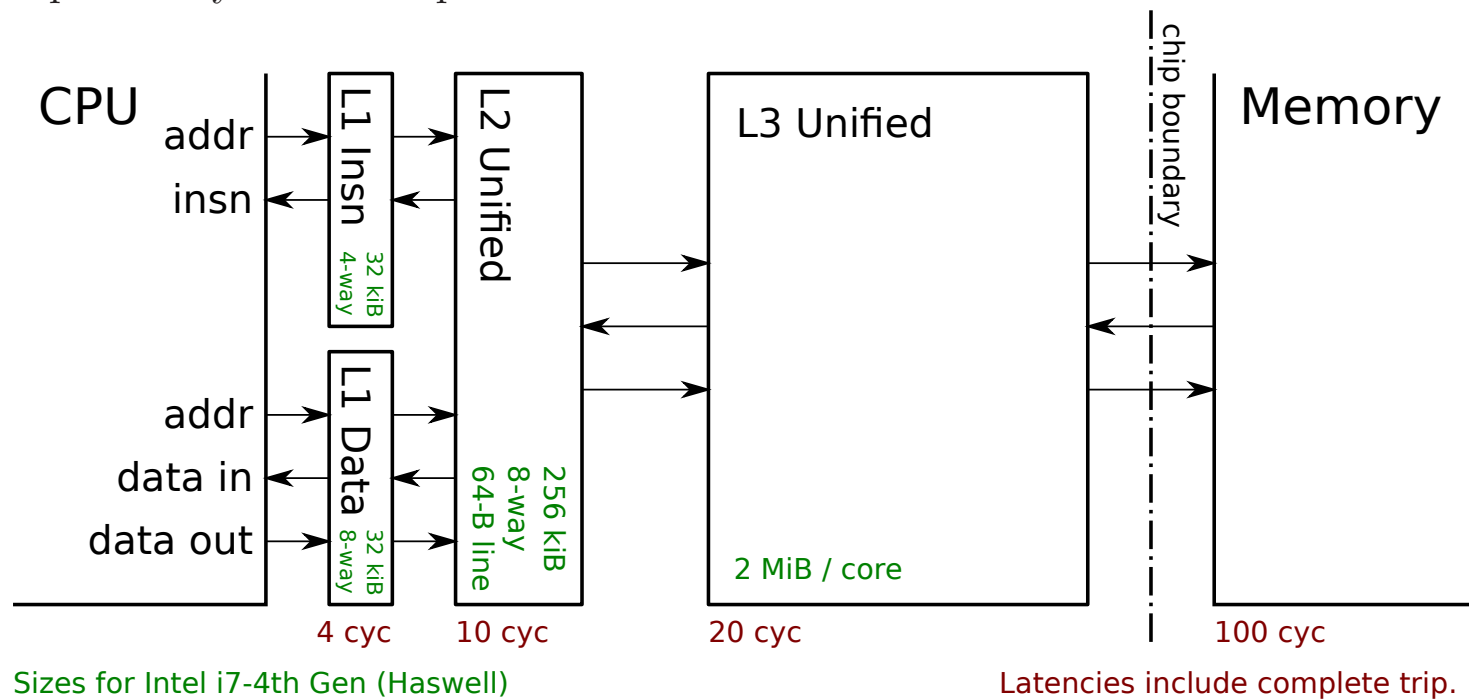 CPU
addr
insn
addr
data in
data out
L1 Insn
32 kiB
4-way
L1 Data
32 kiB
8-way
L2 Unified
256 kiB
8-way
64-B line
L3 Unified
2 MiB / core
chip boundary
Memory
4 cyc
10 cyc
20 cyc
100 cyc
Sizes for Intel i7-4th Gen (Haswell)
Latencies include complete trip.